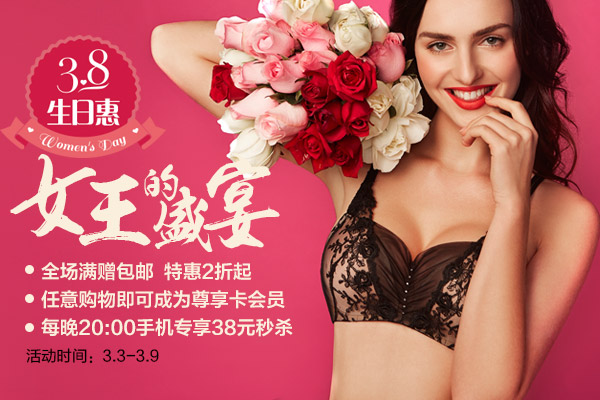 3.8
生日惠
Women's Day
女王的盛宴
全场满赠包邮 特惠2折起
任意购物即可成为尊享卡会员
每晚20:00手机专享38元秒杀
活动时间：3.3-3.9